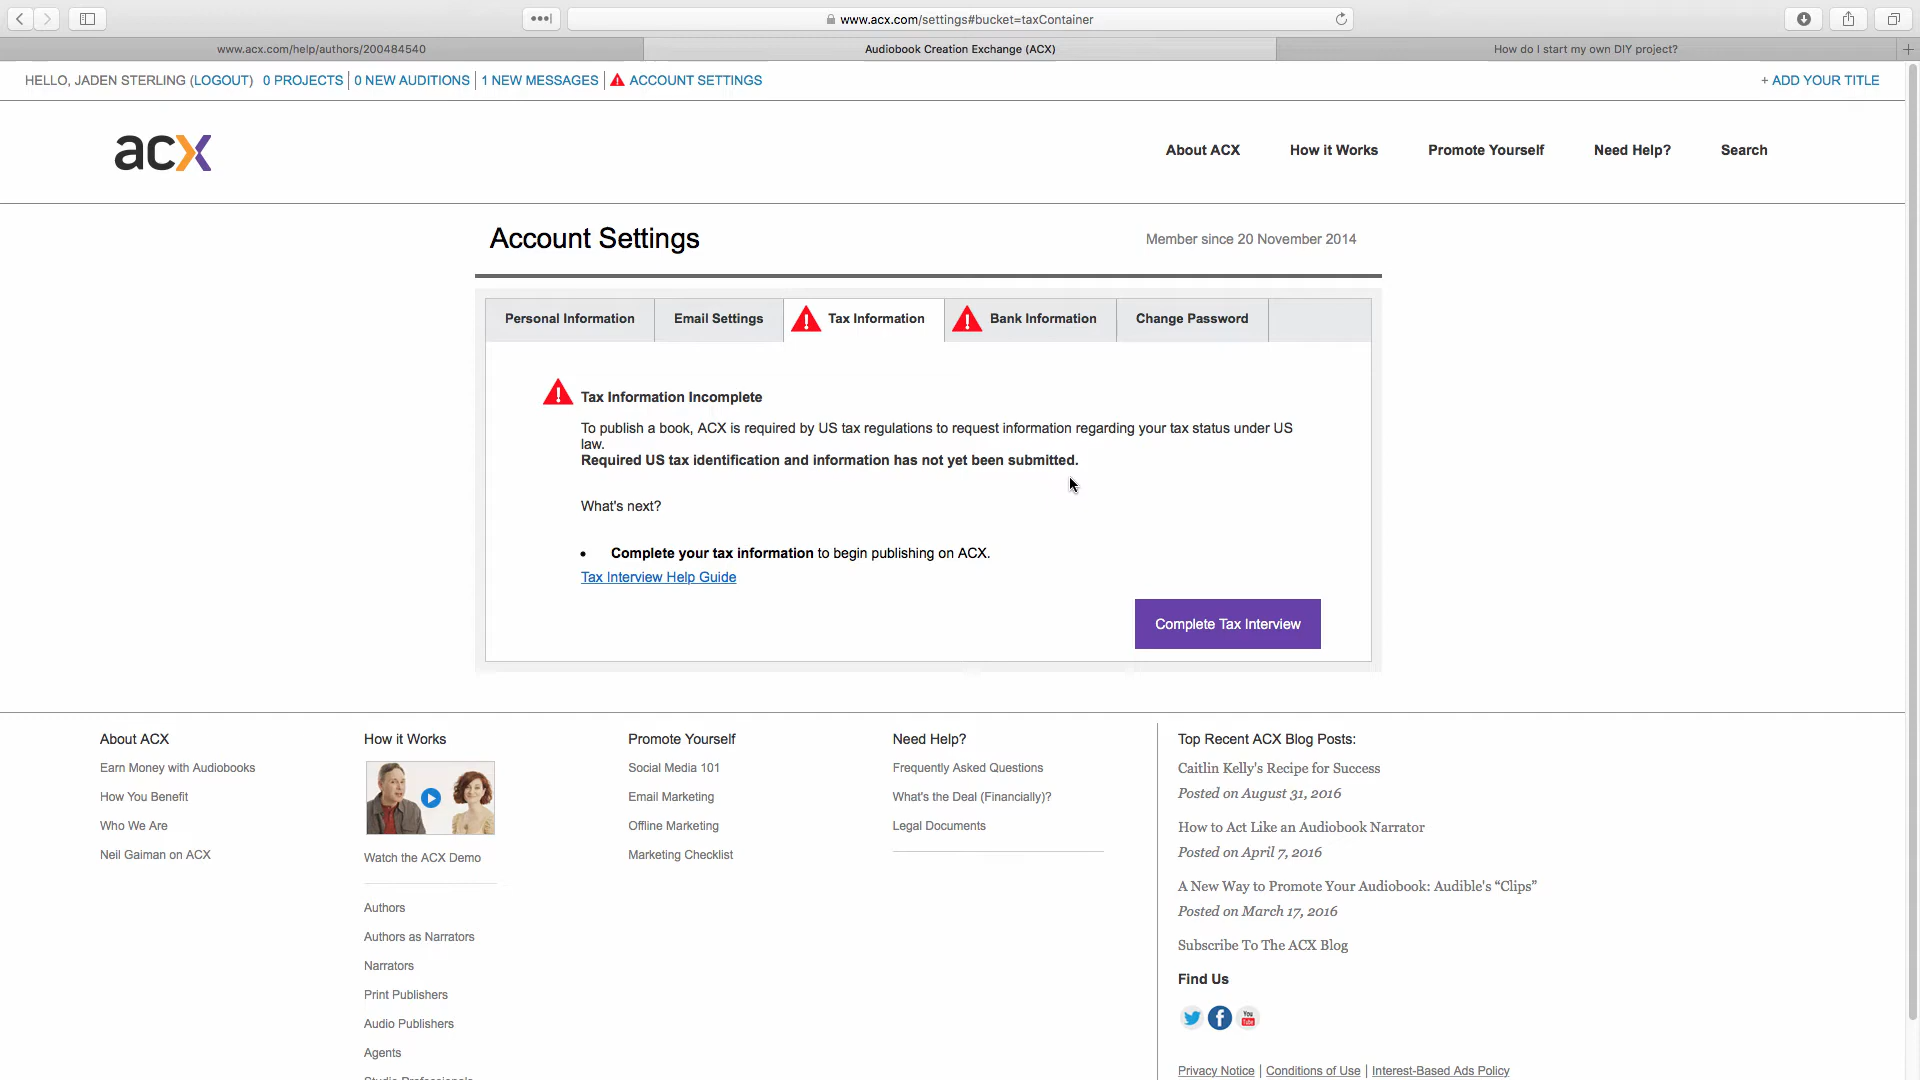 www.acx.com/settings#bucket=taxContainer
www.acx.com/help/authors/200484540
Audiobook Creation Exchange (ACX)
How do I start my own DIY project?
HELLO, JADEN STERLING (LOGOUT) 0 PROJECTS | 0 NEW AUDITIONS | 1 NEW MESSAGES | ACCOUNT SETTINGS
+ ADD YOUR TITLE
acx
About ACX
How it Works
Promote Yourself
Need Help?
Search
Account Settings
Member since 20 November 2014
Personal Information
Email Settings
Tax Information
Bank Information
Change Password
Tax Information Incomplete
To publish a book, ACX is required by US tax regulations to request information regarding your tax status under US
law.
Required US tax identification and information has not yet been submitted.
What's next?
• Complete your tax information to begin publishing on ACX.
Tax Interview Help Guide
Complete Tax Interview
About ACX
Earn Money with Audiobooks
How You Benefit
Who We Are
Neil Gaiman on ACX
How it Works
Watch the ACX Demo
Authors
Authors as Narrators
Narrators
Print Publishers
Audio Publishers
Agents
Studio Professionals
Promote Yourself
Social Media 101
Email Marketing
Offline Marketing
Marketing Checklist
Need Help?
Frequently Asked Questions
What's the Deal (Financially)?
Legal Documents
Top Recent ACX Blog Posts:
Caitlin Kelly's Recipe for Success
Posted on August 31, 2016
How to Act Like an Audiobook Narrator
Posted on April 7, 2016
A New Way to Promote Your Audiobook: Audible's “Clips”
Posted on March 17, 2016
Subscribe To The ACX Blog
Find Us
You
Tube
Privacy Notice | Conditions of Use | Interest-Based Ads Policy